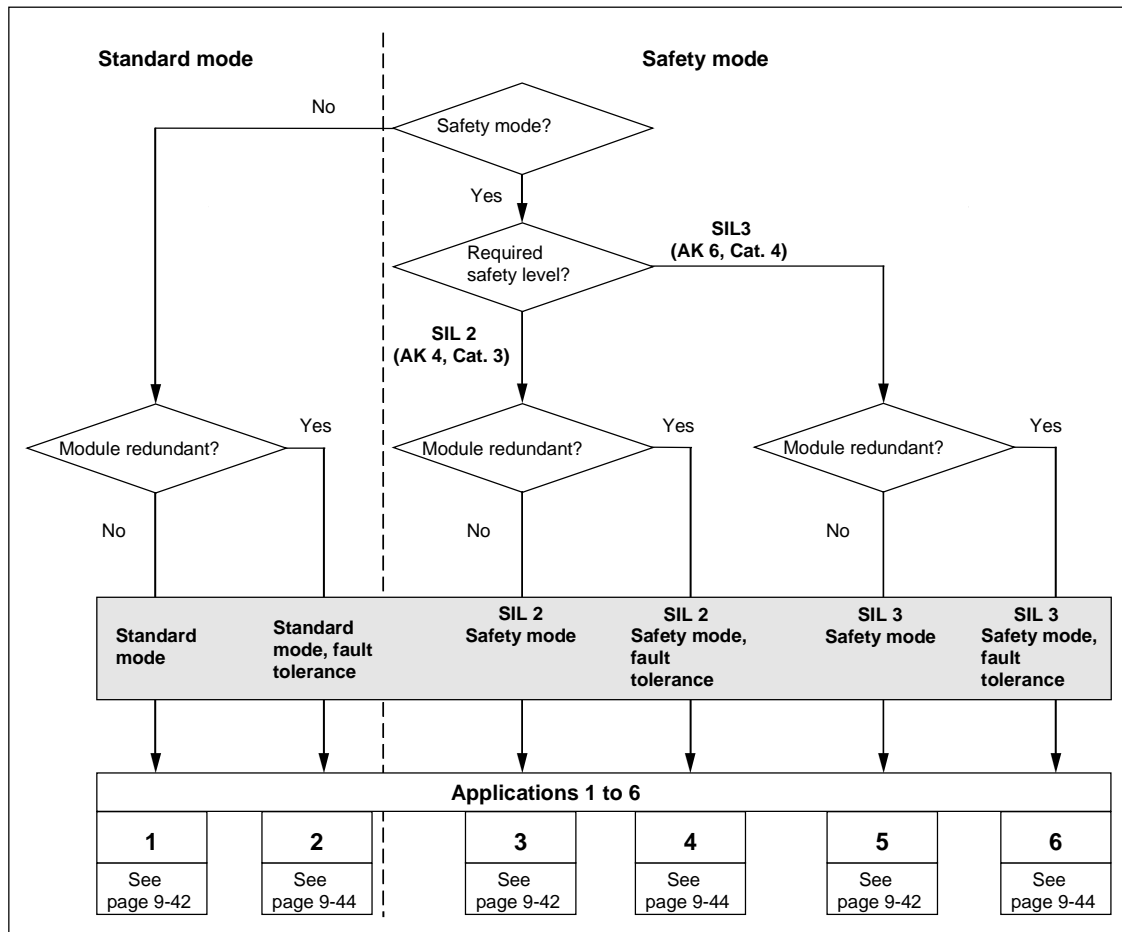 Standard mode
Safety mode
No
Safety mode?
Yes
SIL3
(AK 6, Cat. 4)
Required
safety level?
SIL 2
(AK 4, Cat. 3)
Yes
Yes
Yes
Module redundant?
Module redundant?
Module redundant?
No
No
No
Standard
mode
Standard
mode, fault
tolerance
SIL 2
Safety mode
SIL 2
Safety mode,
fault
tolerance
SIL 3
Safety mode
SIL 3
Safety mode,
fault
tolerance
Applications 1 to 6
1
See
page 9-42
2
See
page 9-44
3
See
page 9-42
4
See
page 9-44
5
See
page 9-42
6
See
page 9-44